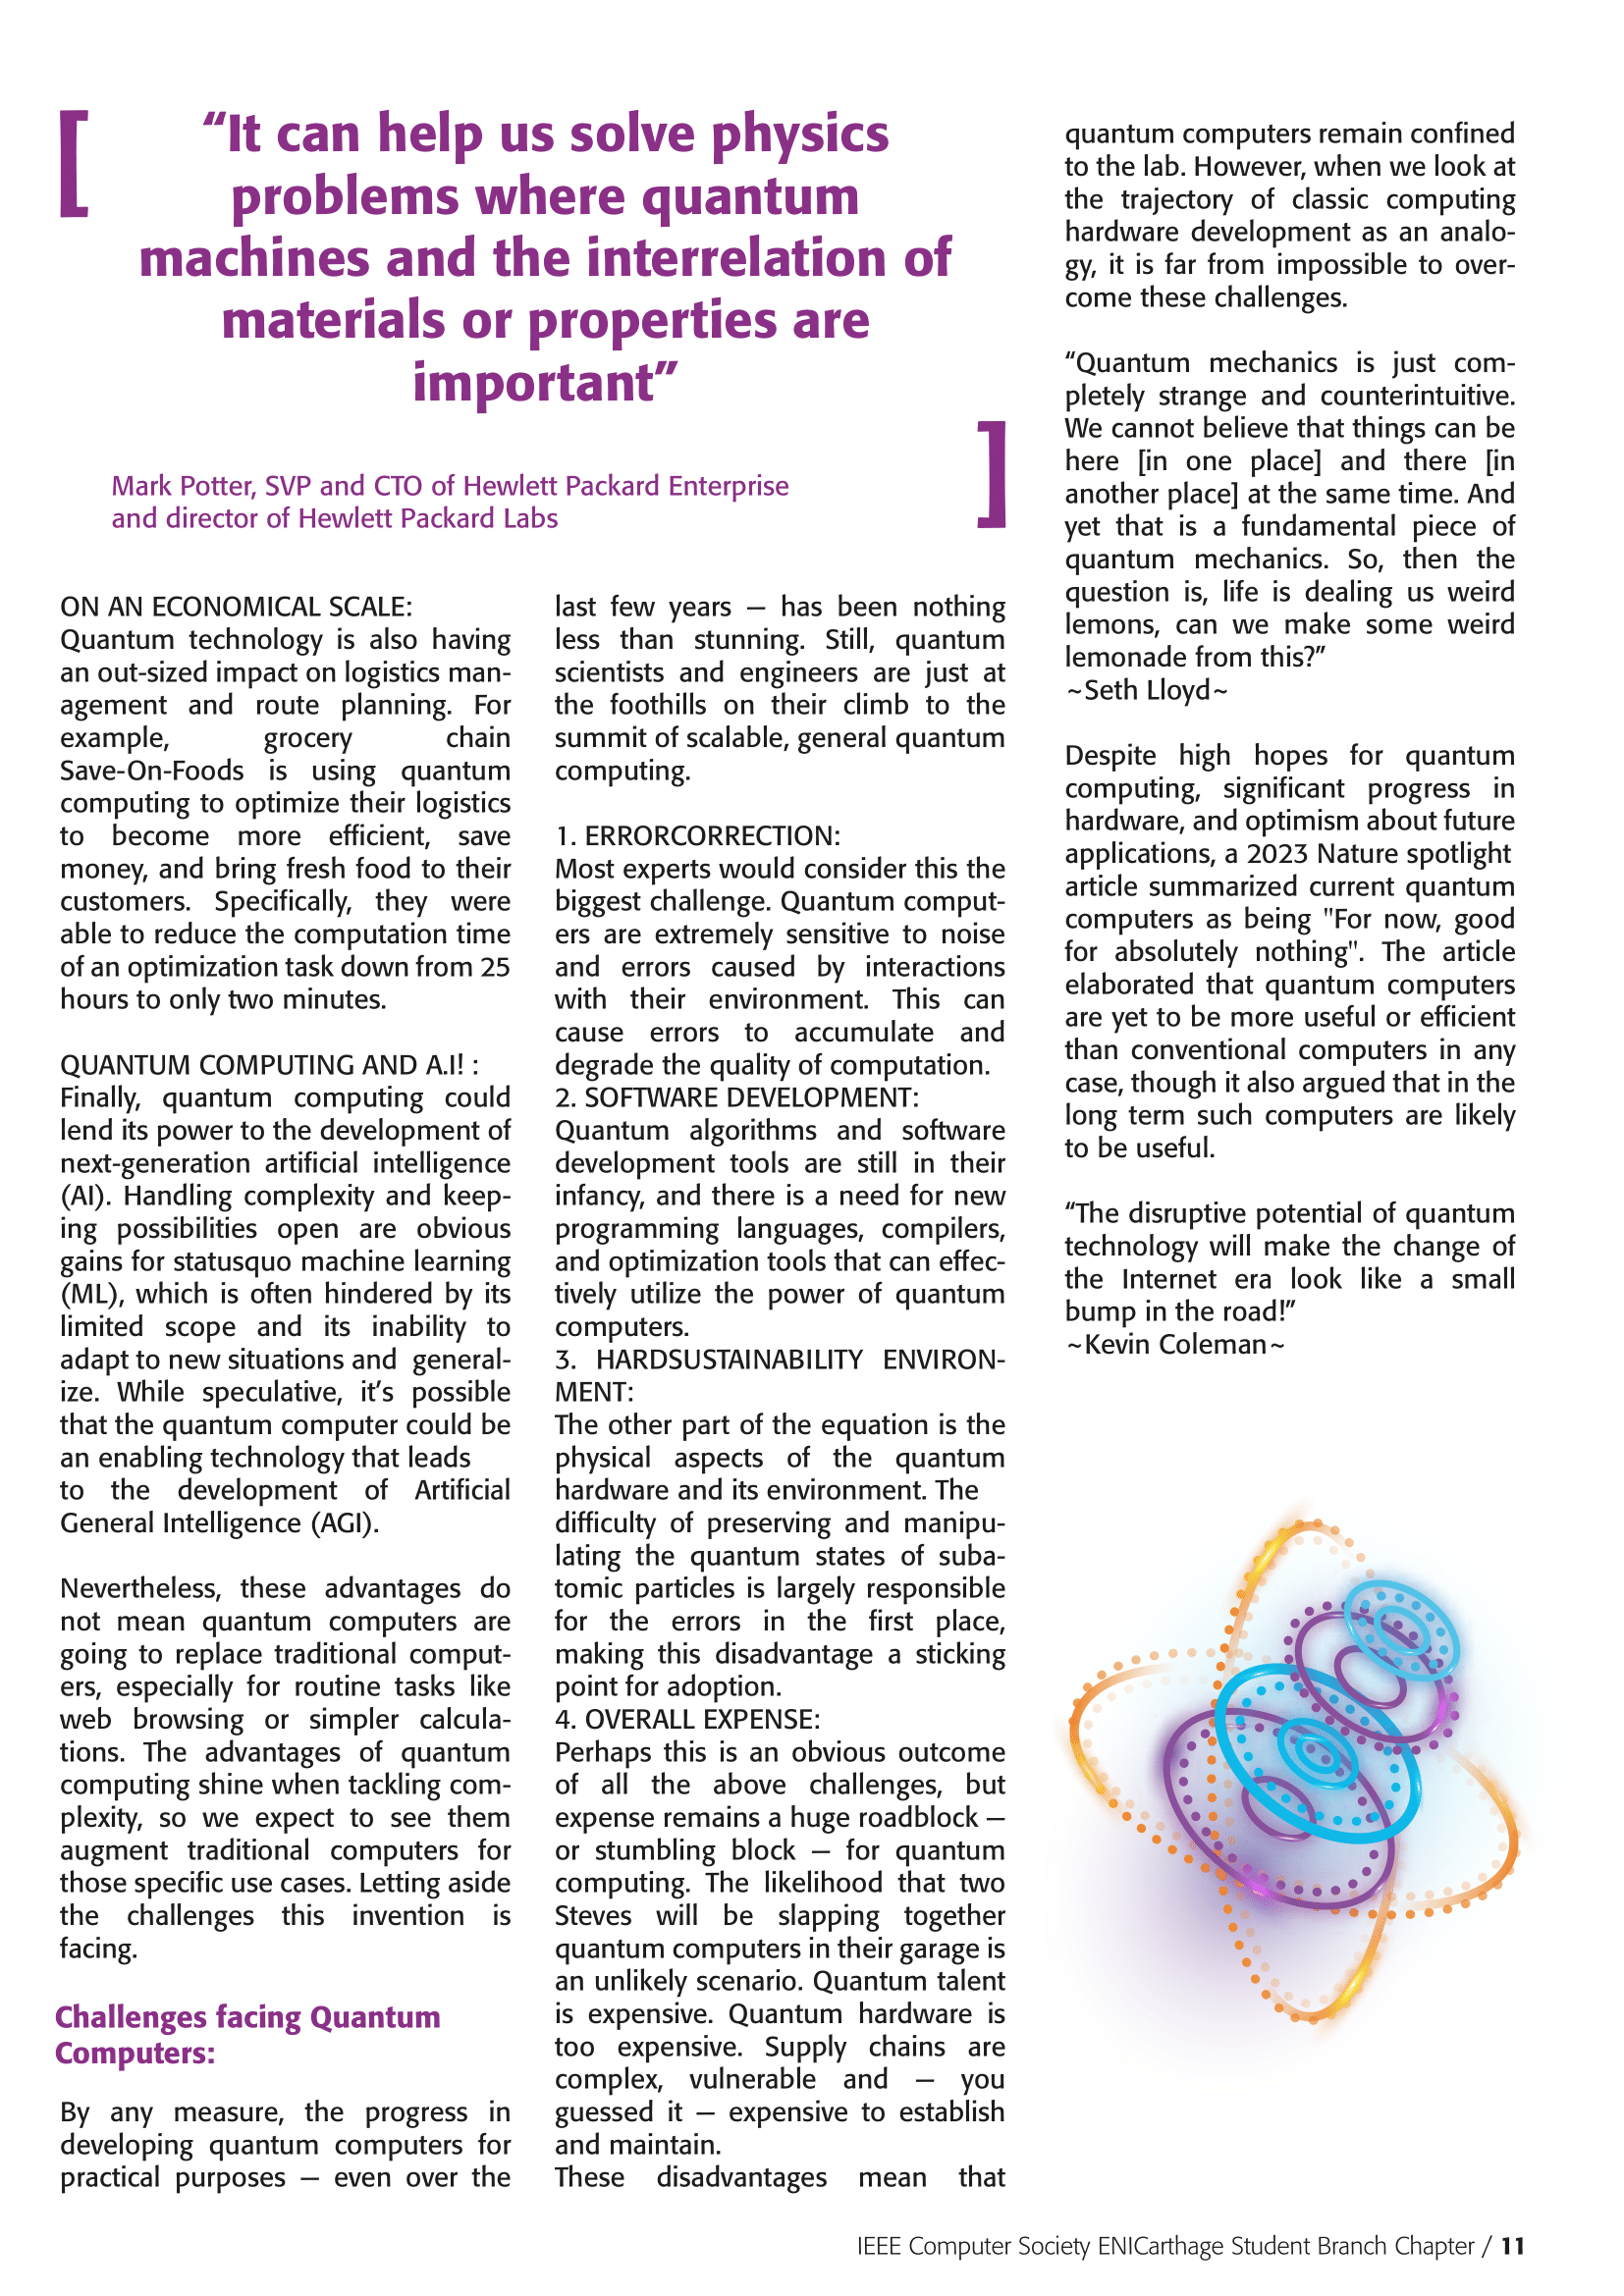 “It can help us solve physics
problems where quantum
machines and the interrelation of
materials or properties are
important”
Mark Potter, SVP and CTO of Hewlett Packard Enterprise
and director of Hewlett Packard Labs
ON AN ECONOMICAL SCALE:
Quantum technology is also having
an out-sized impact on logistics man-
agement and route planning. For
example, grocery chain
Save-On-Foods is using quantum
computing to optimize their logistics
to become more efficient, save
money, and bring fresh food to their
customers. Specifically, they were
able to reduce the computation time
of an optimization task down from 25
hours to only two minutes.
QUANTUM COMPUTING AND A.I! :
Finally, quantum computing could
lend its power to the development of
next-generation artificial intelligence
(AI). Handling complexity and keep-
ing possibilities open are obvious
gains for statusquo machine learning
(ML), which is often hindered by its
limited scope and its inability to
adapt to new situations and general-
ize. While speculative, it’s possible
that the quantum computer could be
an enabling technology that leads
to the development of Artificial
General Intelligence (AGI).
Nevertheless, these advantages do
not mean quantum computers are
going to replace traditional comput-
ers, especially for routine tasks like
web browsing or simpler calcula-
tions. The advantages of quantum
computing shine when tackling com-
plexity, so we expect to see them
augment traditional computers for
those specific use cases. Letting aside
the challenges this invention is
facing.
Challenges facing Quantum
Computers:
By any measure, the progress in
developing quantum computers for
practical purposes — even over the
last few years — has been nothing
less than stunning. Still, quantum
scientists and engineers are just at
the foothills on their climb to the
summit of scalable, general quantum
computing.
1. ERRORCORRECTION:
Most experts would consider this the
biggest challenge. Quantum comput-
ers are extremely sensitive to noise
and errors caused by interactions
with their environment. This can
cause errors to accumulate and
degrade the quality of computation.
2. SOFTWARE DEVELOPMENT:
Quantum algorithms and software
development tools are still in their
infancy, and there is a need for new
programming languages, compilers,
and optimization tools that can effec-
tively utilize the power of quantum
computers.
3. HARDSUSTAINABILITY ENVIRON-
MENT:
The other part of the equation is the
physical aspects of the quantum
hardware and its environment. The
difficulty of preserving and manipu-
lating the quantum states of suba-
tomic particles is largely responsible
for the errors in the first place,
making this disadvantage a sticking
point for adoption.
4. OVERALL EXPENSE:
Perhaps this is an obvious outcome
of all the above challenges, but
expense remains a huge roadblock —
or stumbling block — for quantum
computing. The likelihood that two
Steves will be slapping together
quantum computers in their garage is
an unlikely scenario. Quantum talent
is expensive. Quantum hardware is
too expensive. Supply chains are
complex, vulnerable and — you
guessed it — expensive to establish
and maintain.
These disadvantages mean that
quantum computers remain confined
to the lab. However, when we look at
the trajectory of classic computing
hardware development as an analo-
gy, it is far from impossible to over-
come these challenges.
“Quantum mechanics is just com-
pletely strange and counterintuitive.
We cannot believe that things can be
here [in one place] and there [in
another place] at the same time. And
yet that is a fundamental piece of
quantum mechanics. So, then the
question is, life is dealing us weird
lemons, can we make some weird
lemonade from this?”
~Seth Lloyd~
Despite high hopes for quantum
computing, significant progress in
hardware, and optimism about future
applications, a 2023 Nature spotlight
article summarized current quantum
computers as being "For now, good
for absolutely nothing". The article
elaborated that quantum computers
are yet to be more useful or efficient
than conventional computers in any
case, though it also argued that in the
long term such computers are likely
to be useful.
“The disruptive potential of quantum
technology will make the change of
the Internet era look like a small
bump in the road!”
~Kevin Coleman~
IEEE Computer Society ENICarthage Student Branch Chapter / 11